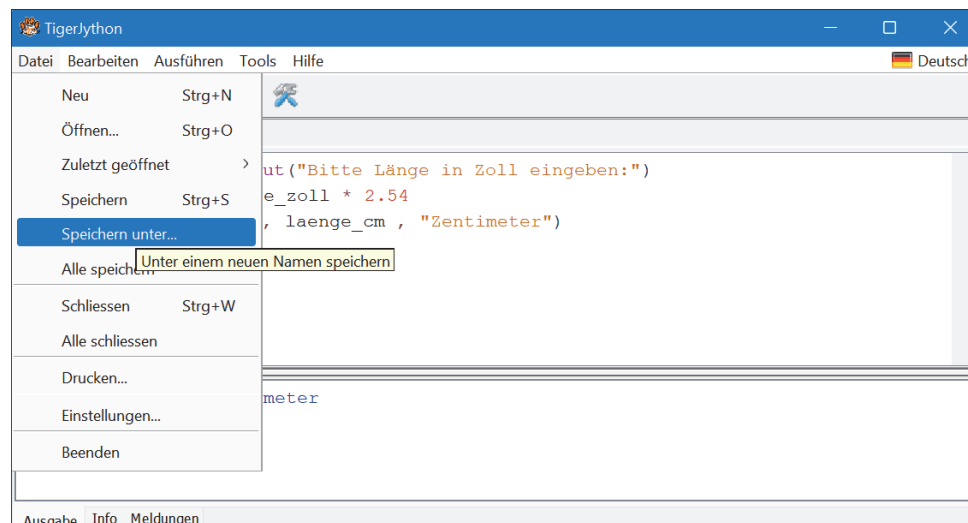 TigerJython
Datei Bearbeiten Ausführen Tools Hilfe Deutsch
Neu Strg+N
Öffnen... Strg+O
Zuletzt geöffnet
Speichern Strg+S
Speichern unter...
Unter einem neuen Namen speichern
Alle speichern
Schliessen Strg+W
Alle schliessen
Drucken...
Einstellungen...
Beenden
ut("Bitte Länge in Zoll eingeben:")
e_zoll * 2.54
, laenge_cm , "Zentimeter")
meter
Ausgabe Info Meldungen